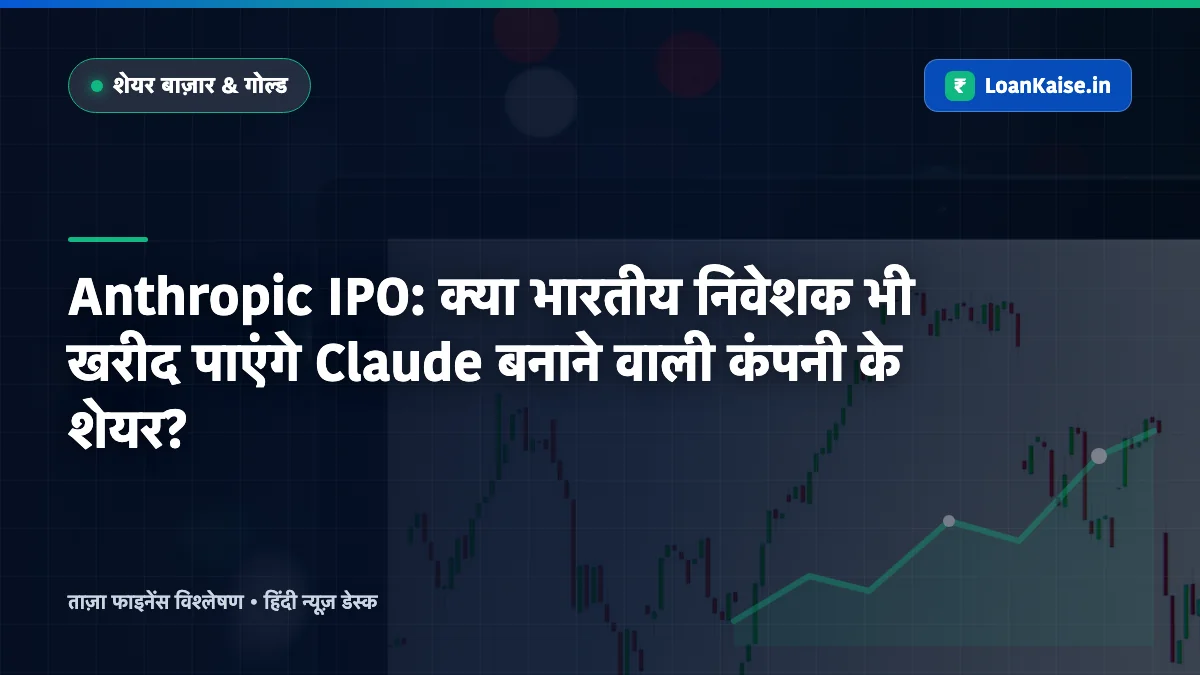 शेयर बाज़ार & गोल्ड
₹ LoanKaise.in
Anthropic IPO: क्या भारतीय निवेशक भी
खरीद पाएंगे Claude बनाने वाली कंपनी के
शेयर?
ताज़ा फाइनेंस विश्लेषण • हिंदी न्यूज़ डेस्क